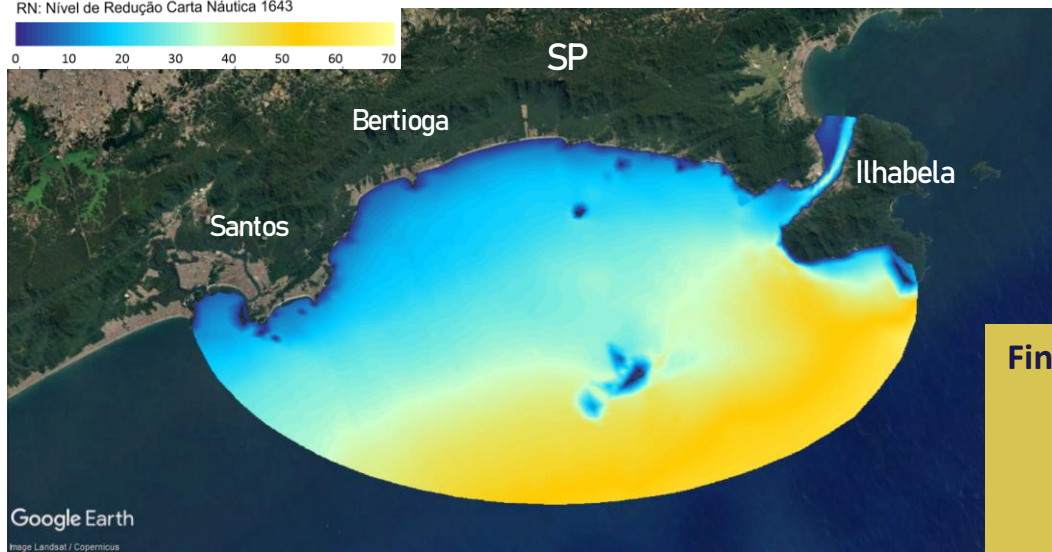 RN: Nível de Redução Carta Náutica 1643
0 10 20 30 40 50 60 70
SP
Bertioga
Ilhabela
Santos
Fin
Google Earth
Image Landsat / Copernicus